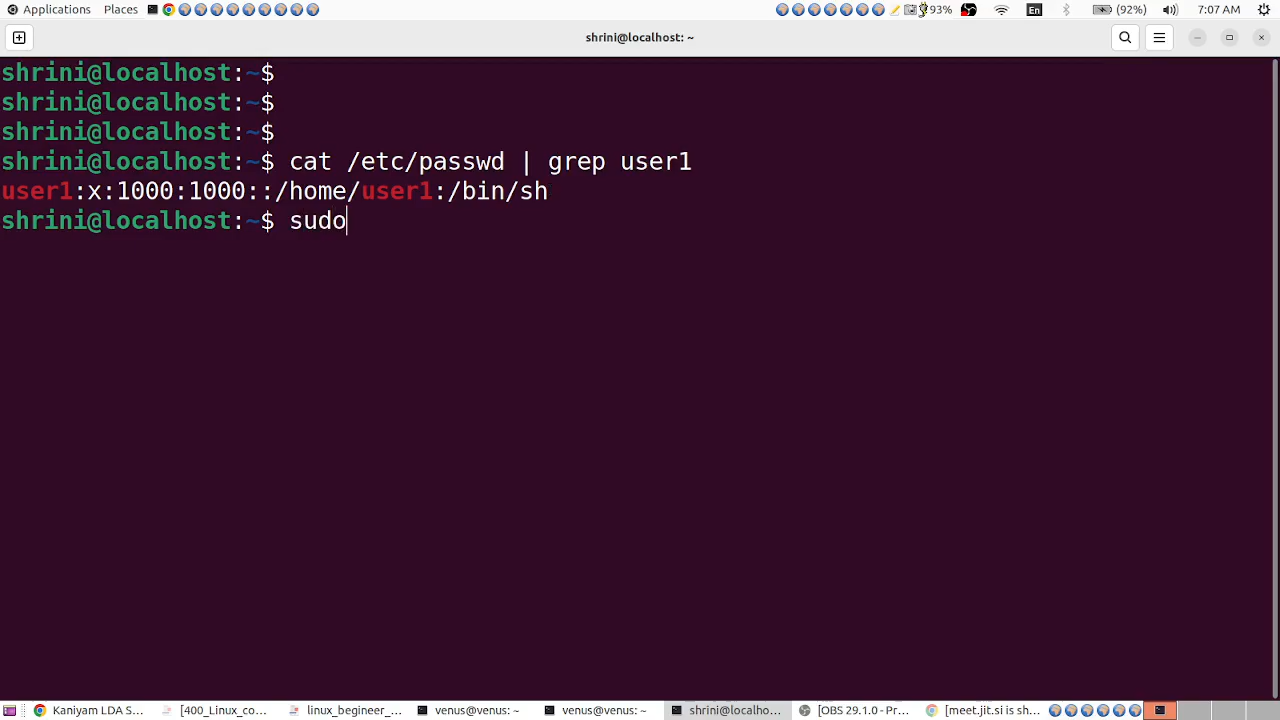 Applications Places 93% En (92%) 7:07 AM
shrini@localhost: ~
shrini@localhost:~$
shrini@localhost:~$
shrini@localhost:~$
shrini@localhost:~$ cat /etc/passwd | grep user1
user1:x:1000:1000::/home/user1:/bin/sh
shrini@localhost:~$ sudo
Kaniyam LDA S... [400_Linux_co... linux_begineer_... venus@venus: ~ venus@venus: ~ shrini@localho... [OBS 29.1.0 - Pr... [meet.jit.si is sh...